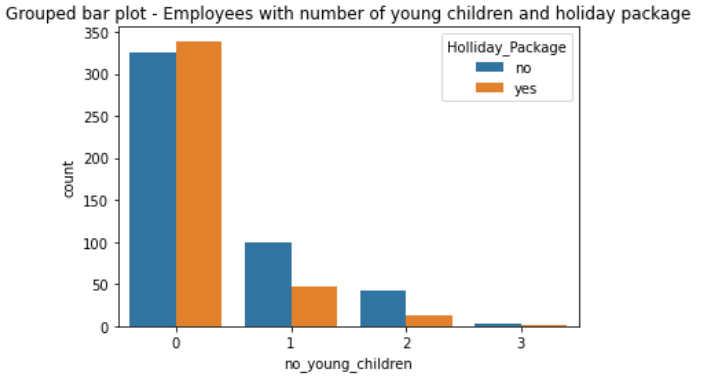 Grouped bar plot - Employees with number of young children and holiday package
350
300
250
200
150
100
50
0
count
Holliday_Package
no
yes
0 1 2 3
no_young_children